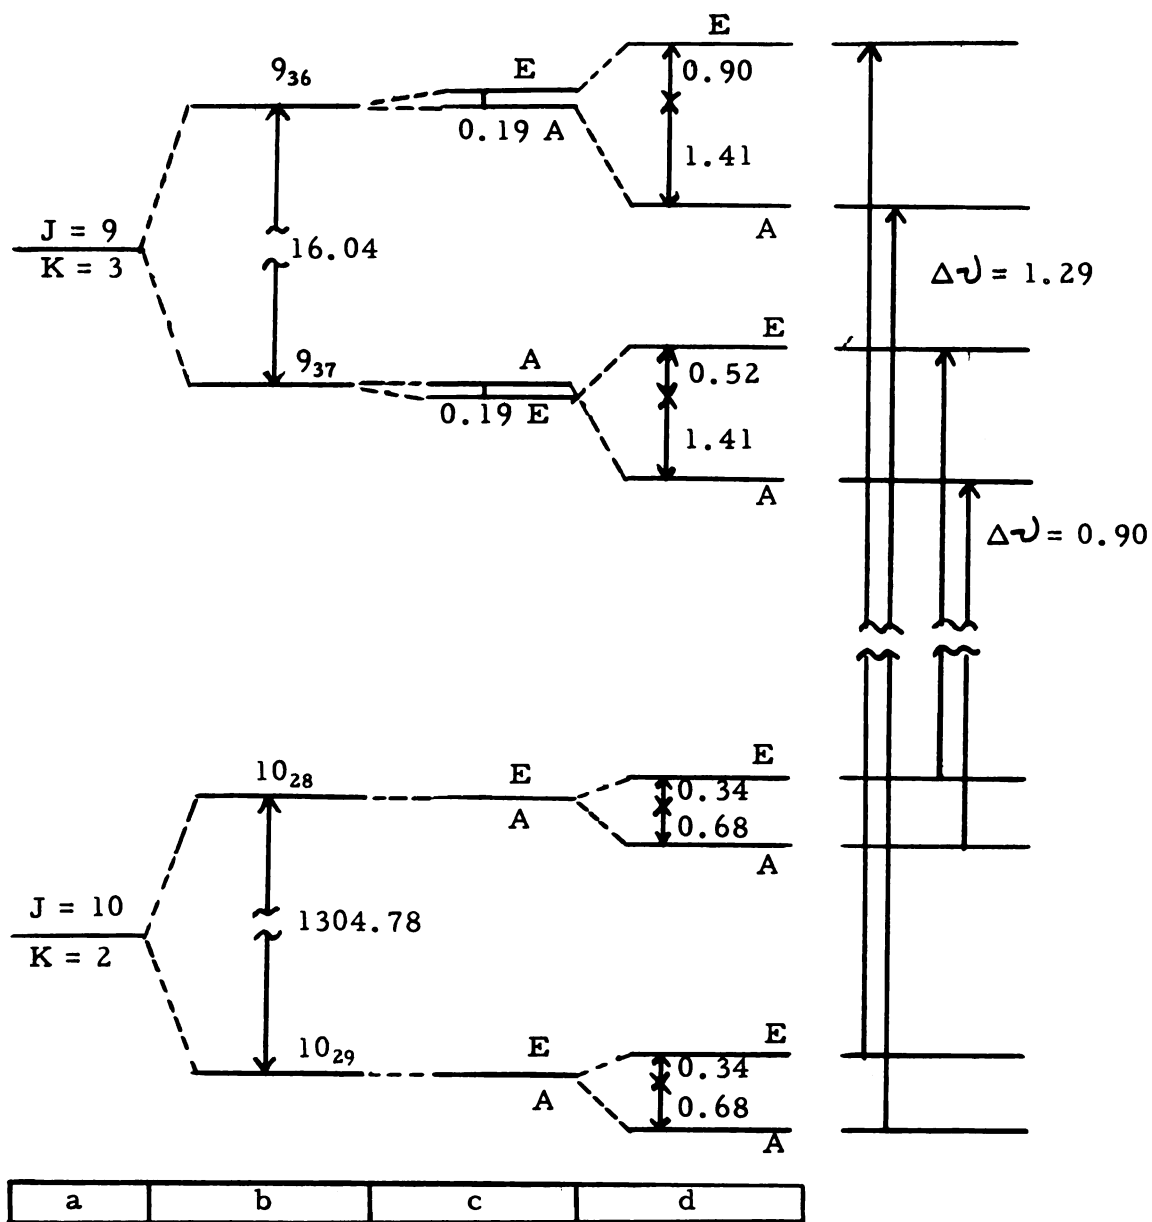 E
9₃₆
E
0.90
0.19 A
1.41
J = 9
K = 3
16.04
A
Δν = 1.29
E
9₃₇
A
0.52
0.19 E
1.41
A
Δν = 0.90
10₂₈
E
E
0.34
A
0.68
A
J = 10
K = 2
1304.78
10₂₉
E
E
0.34
A
0.68
A
a b c d